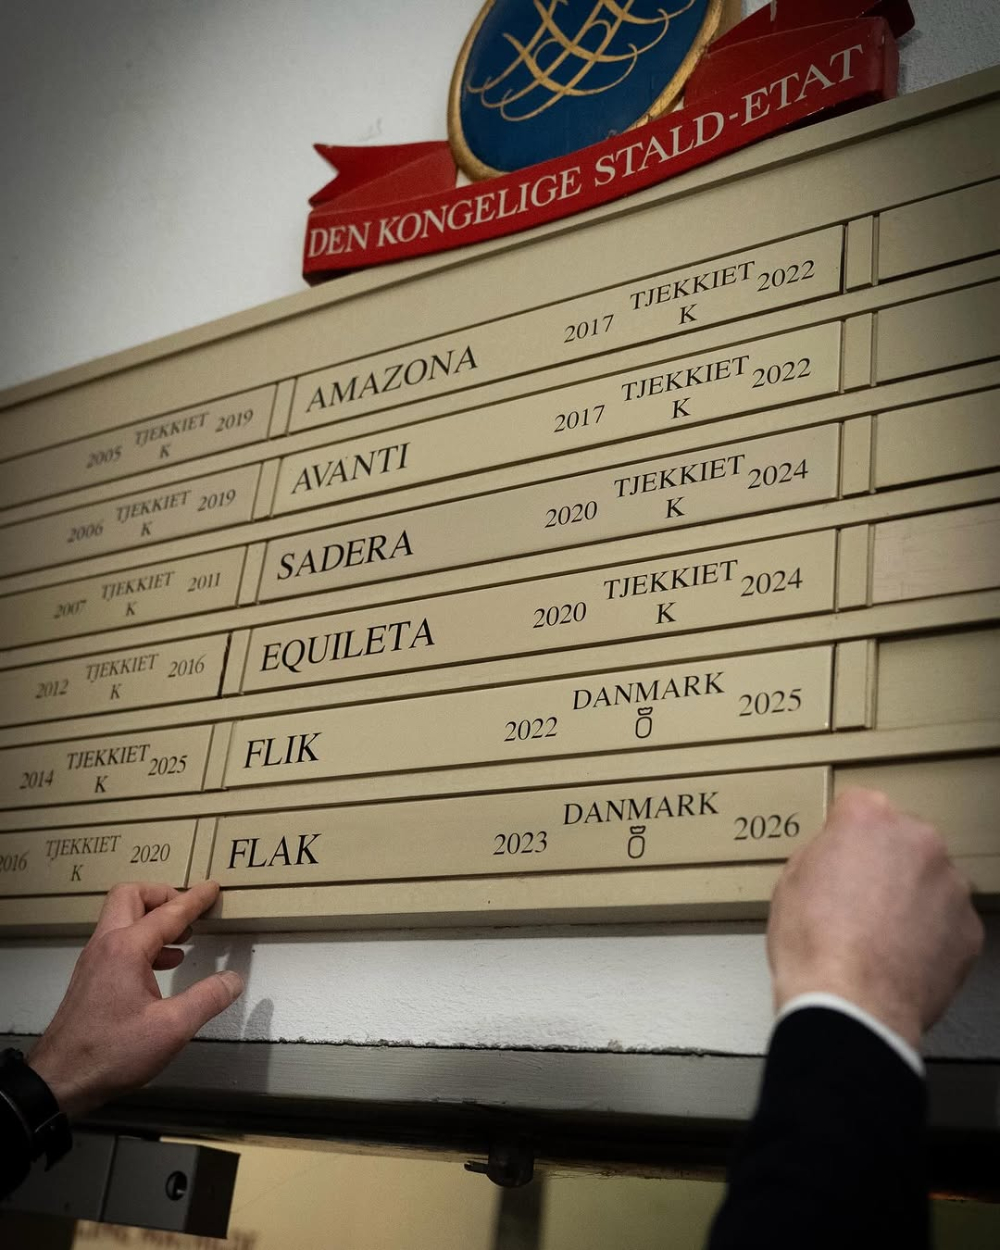 DEN KONGELIGE STALD-ETAT
2005 TJEKKIET K 2019
AMAZONA 2017 TJEKKIET K 2022
2006 TJEKKIET K 2019
AVANTI 2017 TJEKKIET K 2022
2007 TJEKKIET K 2011
SADERA 2020 TJEKKIET K 2024
2012 TJEKKIET K 2016
EQUILETA 2020 TJEKKIET K 2024
2014 TJEKKIET K 2025
FLIK 2022 DANMARK 2025
2016 TJEKKIET K 2020
FLAK 2023 DANMARK 2026